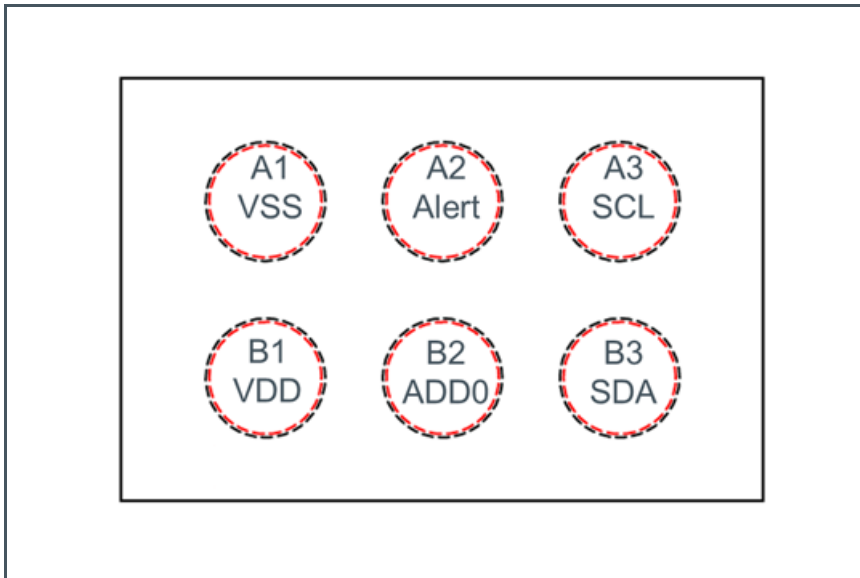 A1
VSS
A2
Alert
A3
SCL
B1
VDD
B2
ADD0
B3
SDA